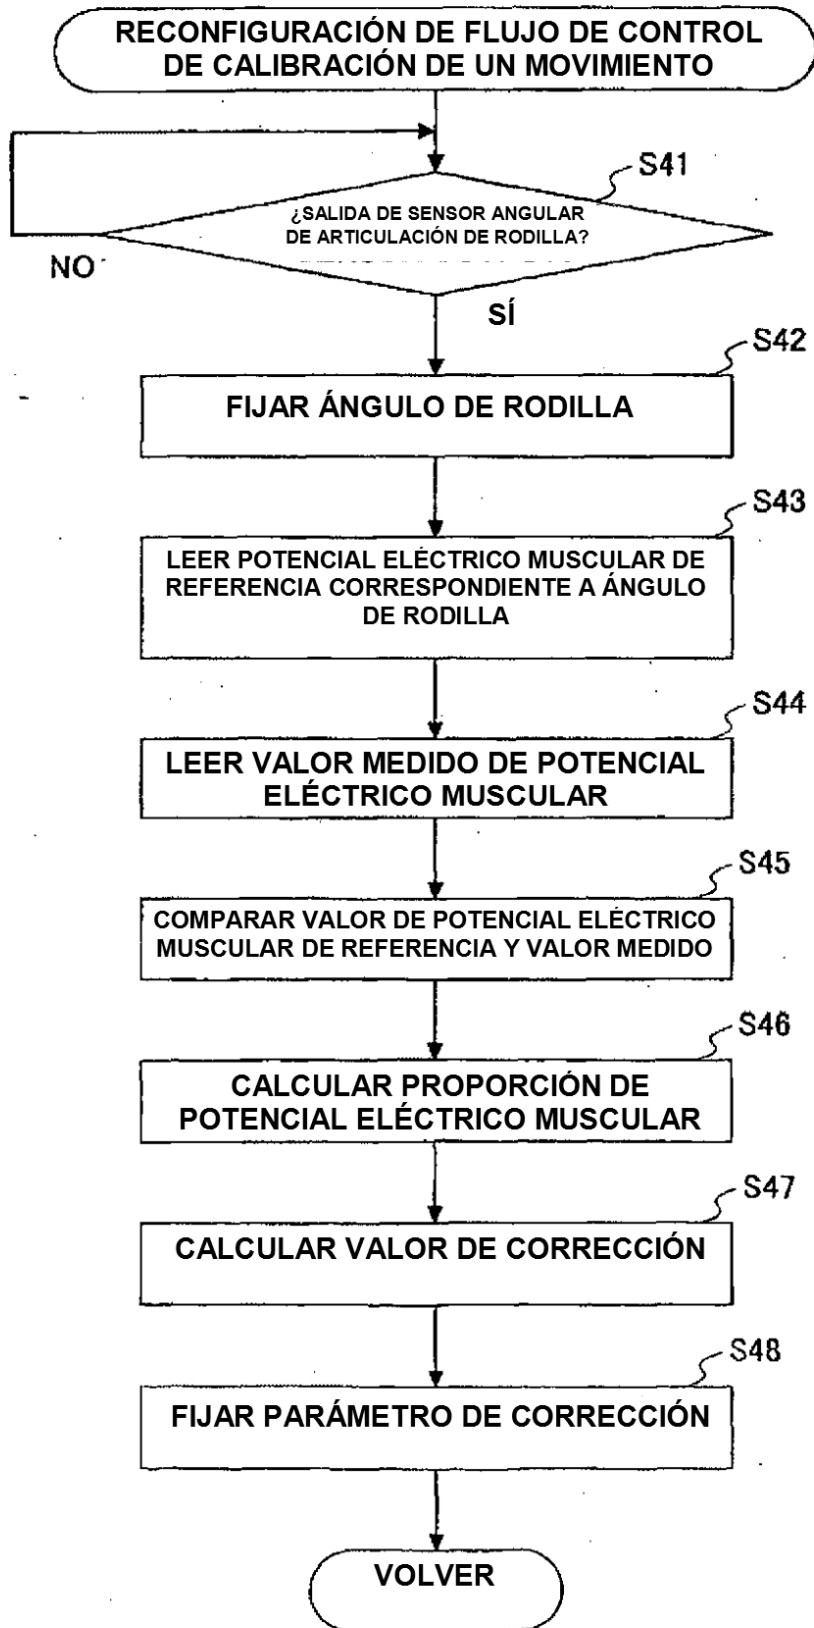 RECONFIGURACIÓN DE FLUJO DE CONTROL
DE CALIBRACIÓN DE UN MOVIMIENTO
S41
¿SALIDA DE SENSOR ANGULAR
DE ARTICULACIÓN DE RODILLA?
NO
SÍ
S42
FIJAR ÁNGULO DE RODILLA
S43
LEER POTENCIAL ELÉCTRICO MUSCULAR DE
REFERENCIA CORRESPONDIENTE A ÁNGULO
DE RODILLA
S44
LEER VALOR MEDIDO DE POTENCIAL
ELÉCTRICO MUSCULAR
S45
COMPARAR VALOR DE POTENCIAL ELÉCTRICO
MUSCULAR DE REFERENCIA Y VALOR MEDIDO
S46
CALCULAR PROPORCIÓN DE
POTENCIAL ELÉCTRICO MUSCULAR
S47
CALCULAR VALOR DE CORRECCIÓN
S48
FIJAR PARÁMETRO DE CORRECCIÓN
VOLVER